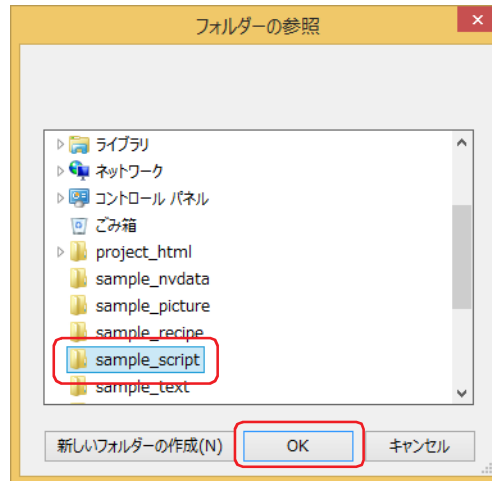 フォルダーの参照
ライブラリ
ネットワーク
コントロール パネル
ごみ箱
project_html
sample_nvdata
sample_picture
sample_recipe
sample_script
sample_text
新しいフォルダーの作成(N)
OK
キャンセル